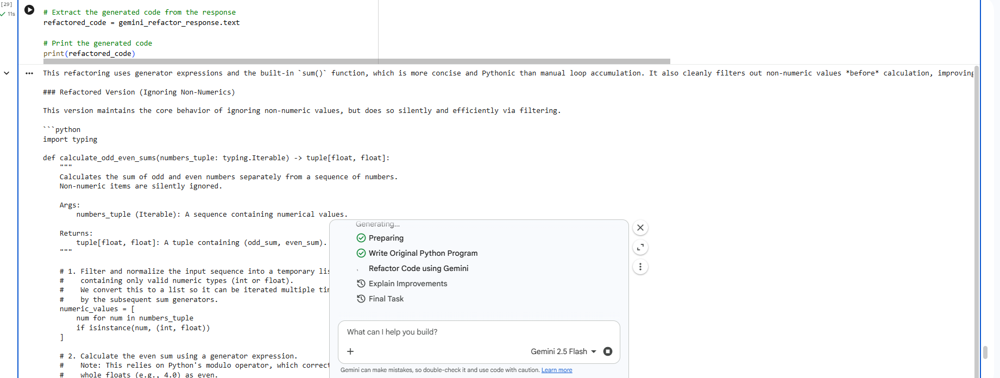 [29]
11s
# Extract the generated code from the response
refactored_code = gemini_refactor_response.text
# Print the generated code
print(refactored_code)
This refactoring uses generator expressions and the built-in `sum()` function, which is more concise and Pythonic than manual loop accumulation. It also cleanly filters out non-numeric values *before* calculation, improving
### Refactored Version (Ignoring Non-Numerics)
This version maintains the core behavior of ignoring non-numeric values, but does so silently and efficiently via filtering.
```python
import typing
def calculate_odd_even_sums(numbers_tuple: typing.Iterable) -> tuple[float, float]:
"""
Calculates the sum of odd and even numbers separately from a sequence of numbers.
Non-numeric items are silently ignored.
Args:
numbers_tuple (Iterable): A sequence containing numerical values.
Returns:
tuple[float, float]: A tuple containing (odd_sum, even_sum).
"""
# 1. Filter and normalize the input sequence into a temporary lis
# containing only valid numeric types (int or float).
# We convert this to a list so it can be iterated multiple tim
# by the subsequent sum generators.
numeric_values = [
num for num in numbers_tuple
if isinstance(num, (int, float))
]
# 2. Calculate the even sum using a generator expression.
# Note: This relies on Python's modulo operator, which correct
# whole floats (e.g., 4.0) as even.
Generating...
Preparing
Write Original Python Program
Refactor Code using Gemini
Explain Improvements
Final Task
What can I help you build?
Gemini 2.5 Flash
Gemini can make mistakes, so double-check it and use code with caution. Learn more